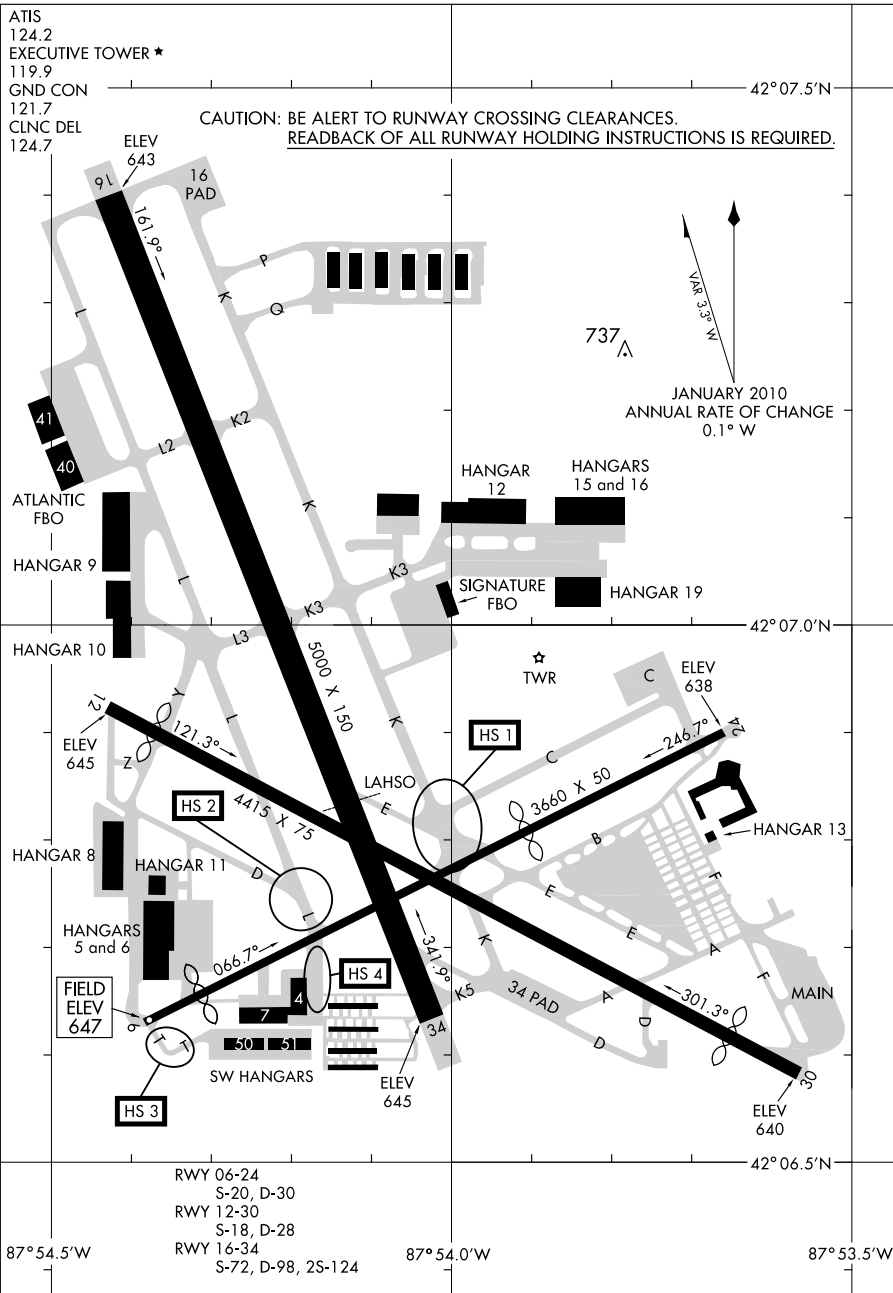 ATIS
124.2
EXECUTIVE TOWER ★
119.9
GND CON
121.7
CLNC DEL
124.7
42°07.5'N
CAUTION: BE ALERT TO RUNWAY CROSSING CLEARANCES.
READBACK OF ALL RUNWAY HOLDING INSTRUCTIONS IS REQUIRED.
ELEV
643
16
16
PAD
161.9°
P
K
Q
L
VAR 3.3° W
737
JANUARY 2010
ANNUAL RATE OF CHANGE
0.1° W
41
40
L2
K2
ATLANTIC
FBO
HANGAR
12
HANGARS
15 and 16
K
HANGAR 9
L
K3
K3
SIGNATURE
FBO
HANGAR 19
42°07.0'N
HANGAR 10
L3
5000 X 150
TWR
C
ELEV
638
12
Y
L
K
24
246.7°
121.3°
ELEV
645
Z
HS 1
C
LAHSO
E
3660 X 50
HS 2
4415 X 75
B
HANGAR 13
HANGAR 8
HANGAR 11
D
E
F
L
HANGARS
5 and 6
066.7°
341.9°
K
E
A
F
HS 4
FIELD
ELEV
647
4
K5
34 PAD
A
301.3°
MAIN
7
34
D
D
6
T
T
50
51
SW HANGARS
ELEV
645
30
HS 3
ELEV
640
42°06.5'N
RWY 06-24
S-20, D-30
RWY 12-30
S-18, D-28
RWY 16-34
S-72, D-98, 2S-124
87°54.5'W
87°54.0'W
87°53.5'W